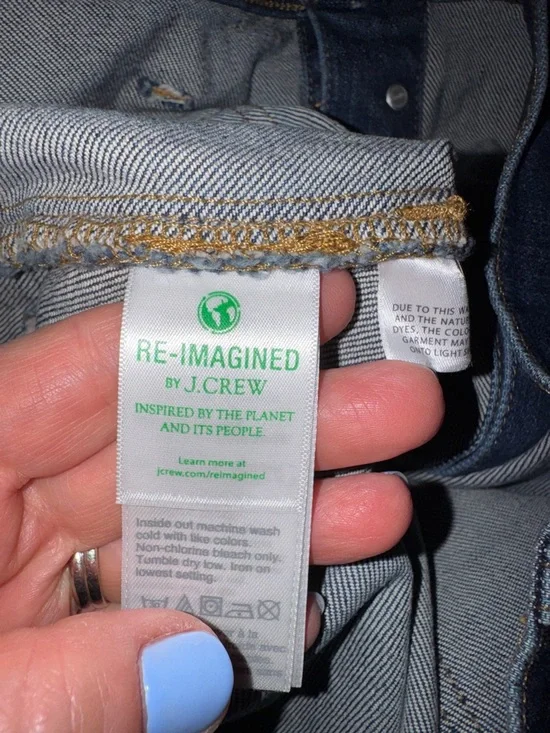 RE-IMAGINED
BY J.CREW
INSPIRED BY THE PLANET
AND ITS PEOPLE.
Learn more at
jcrew.com/reimagined
Inside out machine wash
cold with like colors.
Non-chlorine bleach only.
Tumble dry low. Iron on
lowest setting.
à la
avec
DUE TO THIS
AND THE
DYES, THE
GARMENT MAY
ONTO LIGHT